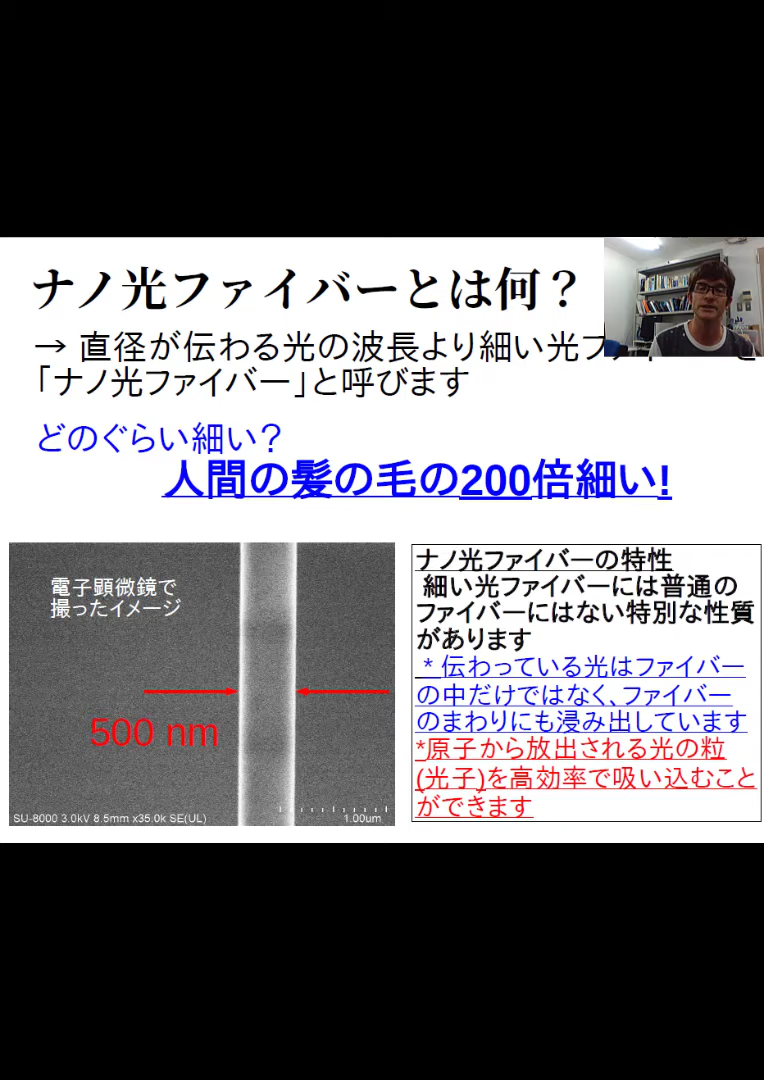 ナノ光ファイバーとは何？
→ 直径が伝わる光の波長より細い光フ
「ナノ光ファイバー」と呼びます
どのぐらい細い？
人間の髪の毛の200倍細い!
電子顕微鏡で
撮ったイメージ
500 nm
SU-8000 3.0kV 8.5mm x35.0k SE(UL)
1.00um
ナノ光ファイバーの特性
細い光ファイバーには普通の
ファイバーにはない特別な性質
があります
* 伝わっている光はファイバー
の中だけではなく、ファイバー
のまわりにも浸み出しています
*原子から放出される光の粒
(光子)を高効率で吸い込むこと
ができます